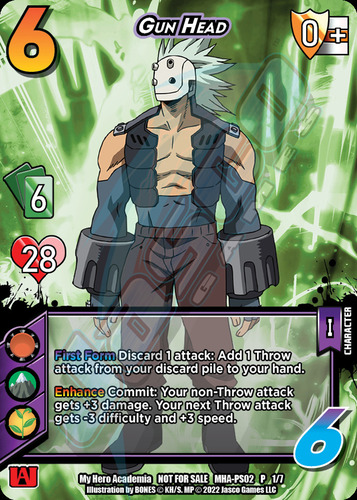 6
GUN HEAD
0+
6
28
I
CHARACTER
First Form Discard 1 attack: Add 1 Throw
attack from your discard pile to your hand.
Enhance Commit: Your non-Throw attack
gets +3 damage. Your next Throw attack
gets -3 difficulty and +3 speed.
6
My Hero Academia NOT FOR SALE MHA-PS02 P 1/7
Illustration by BONES © KH/S. MP © 2022 Jasco Games LLC